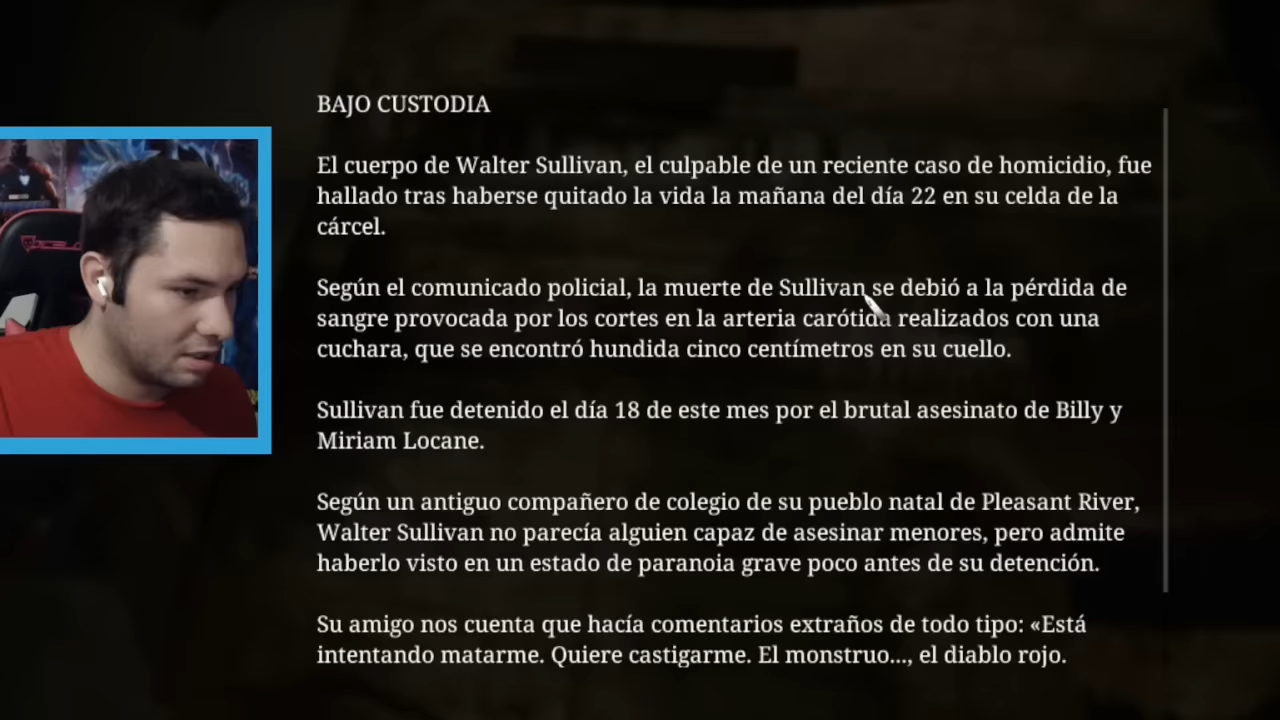 BAJO CUSTODIA
El cuerpo de Walter Sullivan, el culpable de un reciente caso de homicidio, fue
hallado tras haberse quitado la vida la mañana del día 22 en su celda de la
cárcel.
Según el comunicado policial, la muerte de Sullivan se debió a la pérdida de
sangre provocada por los cortes en la arteria carótida realizados con una
cuchara, que se encontró hundida cinco centímetros en su cuello.
Sullivan fue detenido el día 18 de este mes por el brutal asesinato de Billy y
Miriam Locane.
Según un antiguo compañero de colegio de su pueblo natal de Pleasant River,
Walter Sullivan no parecía alguien capaz de asesinar menores, pero admite
haberlo visto en un estado de paranoia grave poco antes de su detención.
Su amigo nos cuenta que hacía comentarios extraños de todo tipo: «Está
intentando matarme. Quiere castigarme. El monstruo..., el diablo rojo.